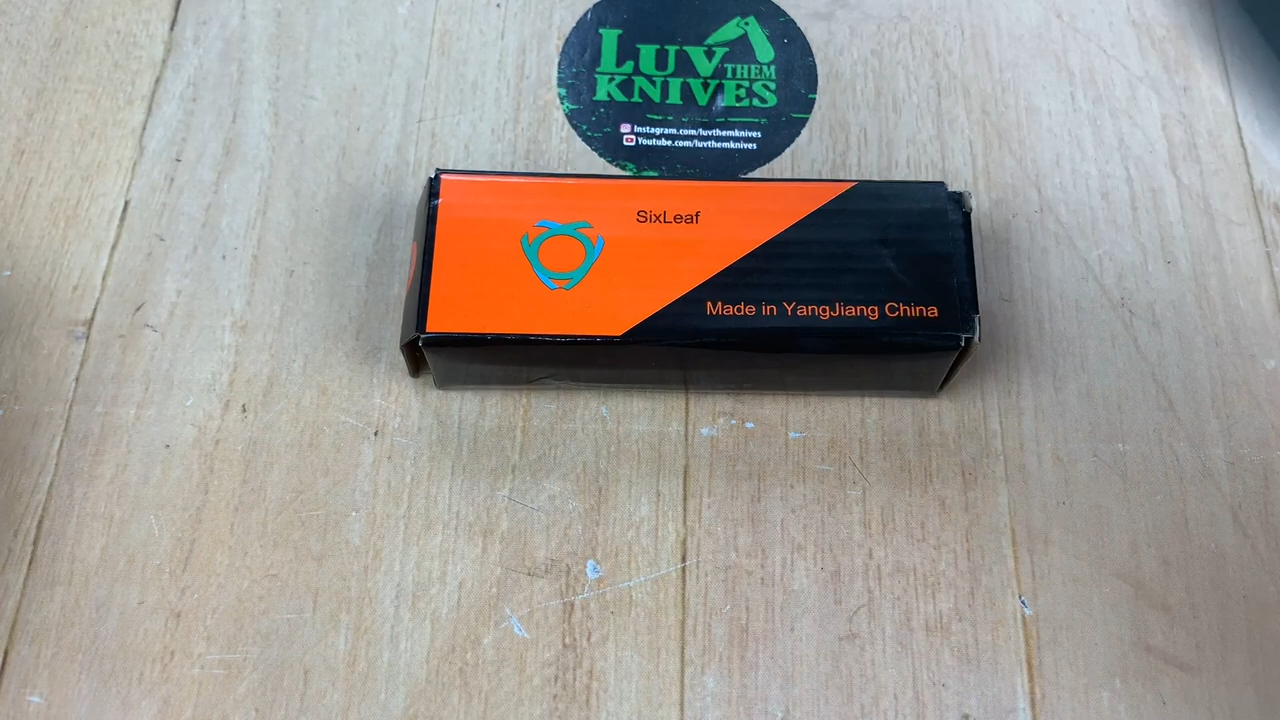 LUV
THEM
KNIVES
Instagram.com/luvthemknives
Youtube.com/luvthemknives
SixLeaf
Made in YangJiang China